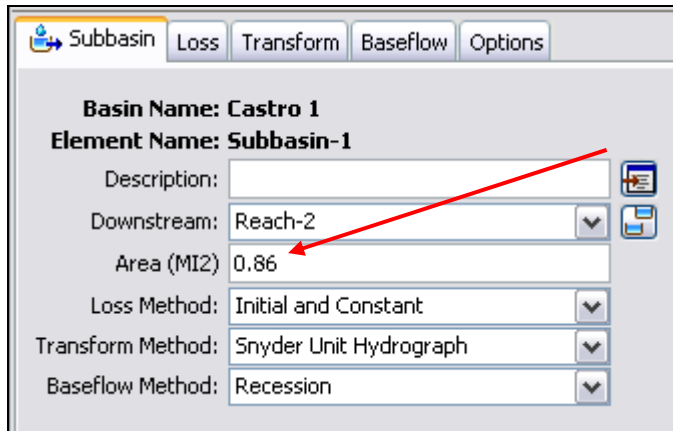 Subbasin Loss Transform Baseflow Options
Basin Name: Castro 1
Element Name: Subbasin-1
Description:
Downstream: Reach-2
Area (MI2) 0.86
Loss Method: Initial and Constant
Transform Method: Snyder Unit Hydrograph
Baseflow Method: Recession